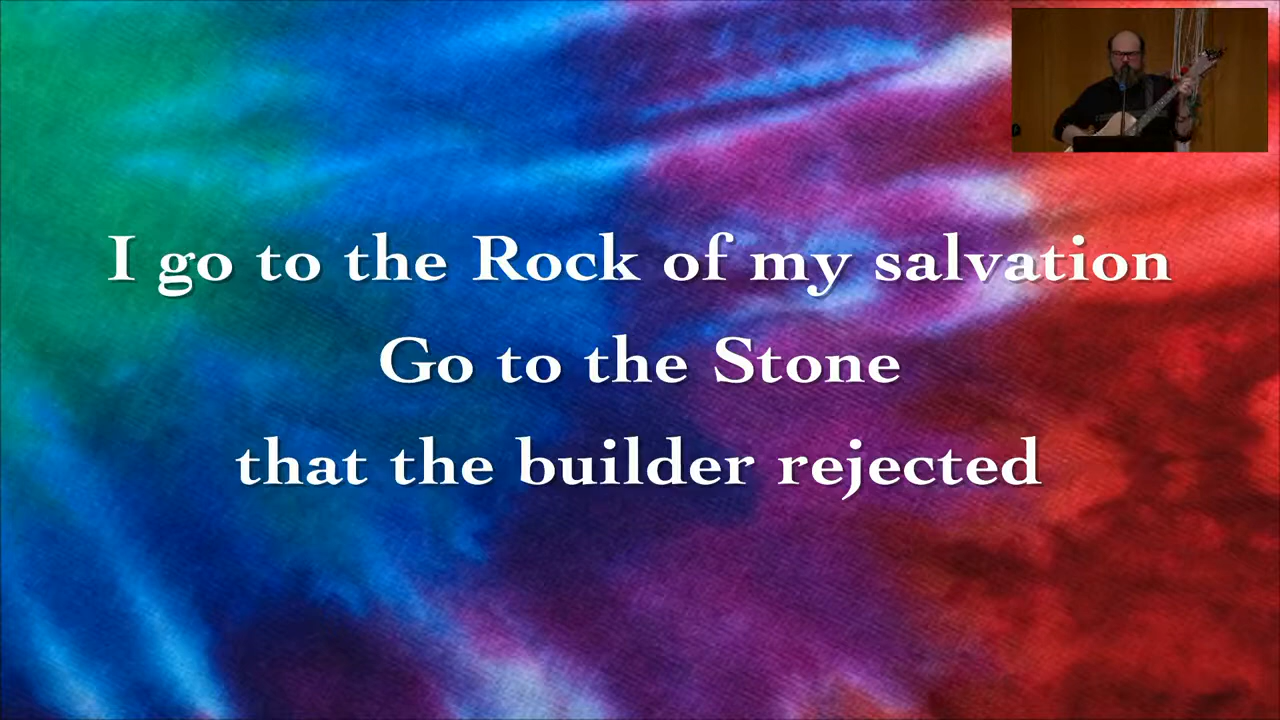 I go to the Rock of my salvation
Go to the Stone
that the builder rejected